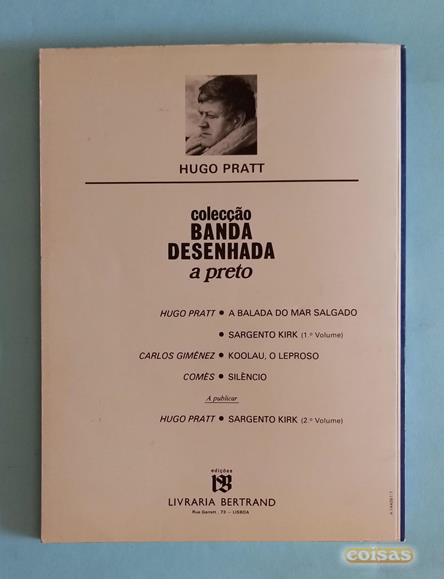 HUGO PRATT
colecção
BANDA
DESENHADA
a preto
HUGO PRATT • A BALADA DO MAR SALGADO
• SARGENTO KIRK (1.º Volume)
CARLOS GIMÉNEZ • KOOLAU, O LEPROSO
COMÈS • SILÈNCIO
A publicar
HUGO PRATT • SARGENTO KIRK (2.º Volume)
edições
LIVRARIA BERTRAND
Rua Garrett, 73 – LISBOA
coisas